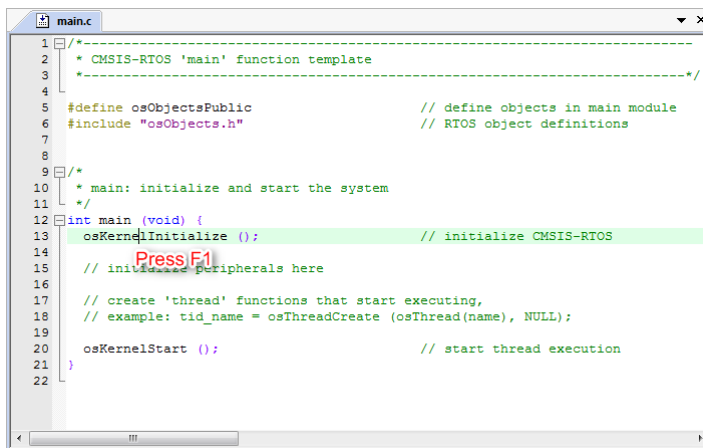 main.c
1 /*-----------------------------------------------------------------------------
2  * CMSIS-RTOS 'main' function template
3  *---------------------------------------------------------------------------*/
4
5 #define osObjectsPublic                     // define objects in main module
6 #include "osObjects.h"                      // RTOS object definitions
7
8
9 /*
10  * main: initialize and start the system
11  */
12 int main (void) {
13   osKernelInitialize ();                    // initialize CMSIS-RTOS
Press F1
14
15   // initialize peripherals here
16
17   // create 'thread' functions that start executing,
18   // example: tid_name = osThreadCreate (osThread(name), NULL);
19
20   osKernelStart ();                         // start thread execution
21 }
22